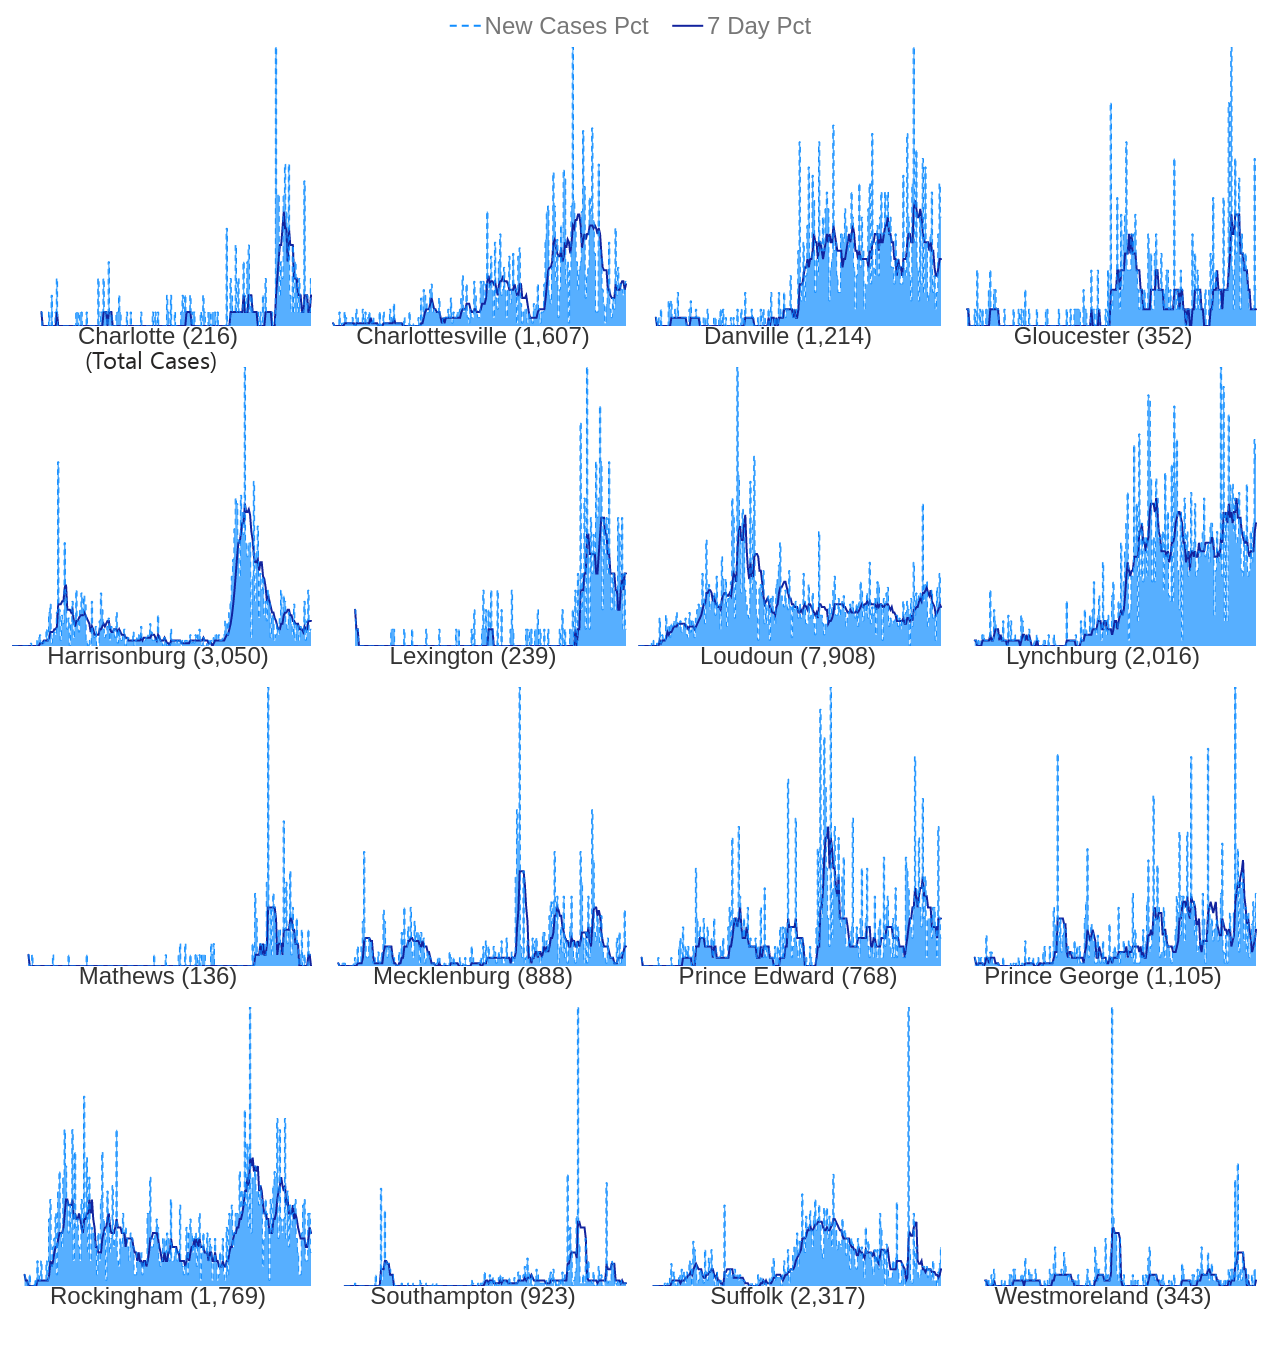 New Cases Pct 7 Day Pct
Charlotte (216) Charlottesville (1,607) Danville (1,214) Gloucester (352)
(Total Cases)
Harrisonburg (3,050) Lexington (239) Loudoun (7,908) Lynchburg (2,016)
Mathews (136) Mecklenburg (888) Prince Edward (768) Prince George (1,105)
Rockingham (1,769) Southampton (923) Suffolk (2,317) Westmoreland (343)